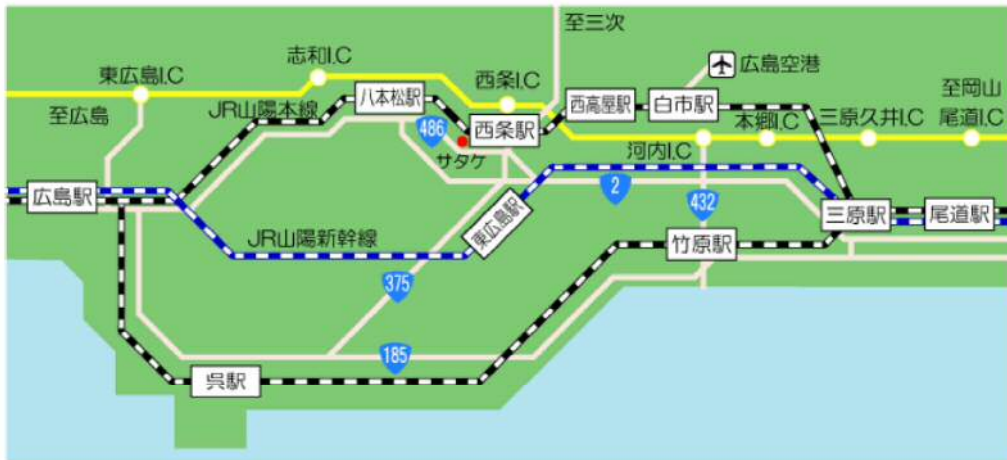 至三次
志和I.C
東広島I.C
広島空港
至広島
JR山陽本線
八本松駅
西条I.C
西高屋駅
白市駅
至岡山
486
西条駅
サタケ
河内I.C
本郷I.C
三原久井I.C
尾道I.C
広島駅
2
432
三原駅
尾道駅
東広島駅
JR山陽新幹線
竹原駅
375
185
呉駅